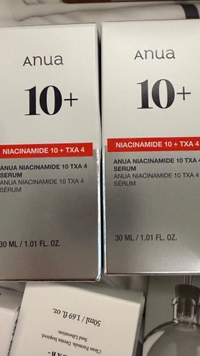 Anua
10+
NIACINAMIDE 10 + TXA 4
ANUA NIACINAMIDE 10 TXA 4
SERUM
ANUA NIACINAMIDE 10 TXA 4
SÉRUM
30 ML / 1.01 FL. OZ.
Anua
10+
NIACINAMIDE 10 + TXA 4
ANUA NIACINAMIDE 10 TXA 4
SERUM
ANUA NIACINAMIDE 10 TXA 4
SÉRUM
30 ML / 1.01 FL. OZ.
50ml / 1.69 fl. oz.